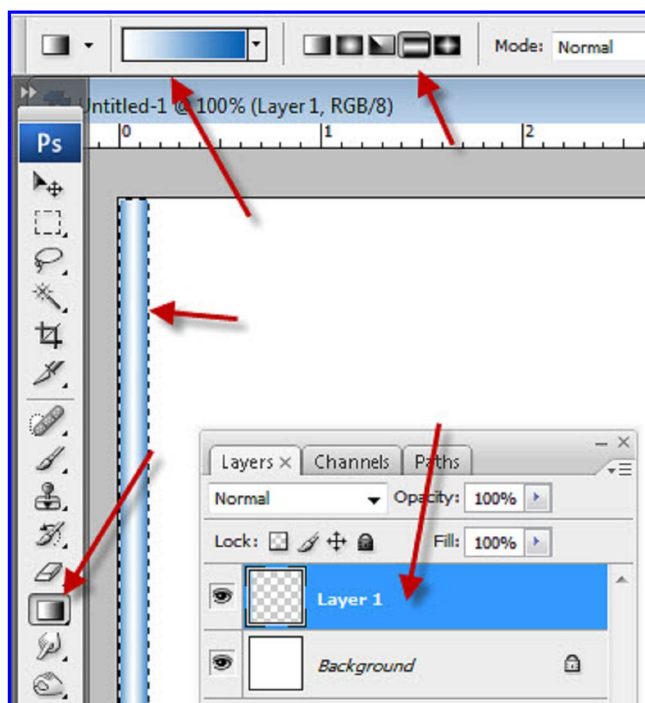 Mode: Normal
Untitled-1 @ 100% (Layer 1, RGB/8)
0 1 2
Ps
Layers × Channels Paths
Normal Opacity: 100%
Lock: Fill: 100%
Layer 1
Background